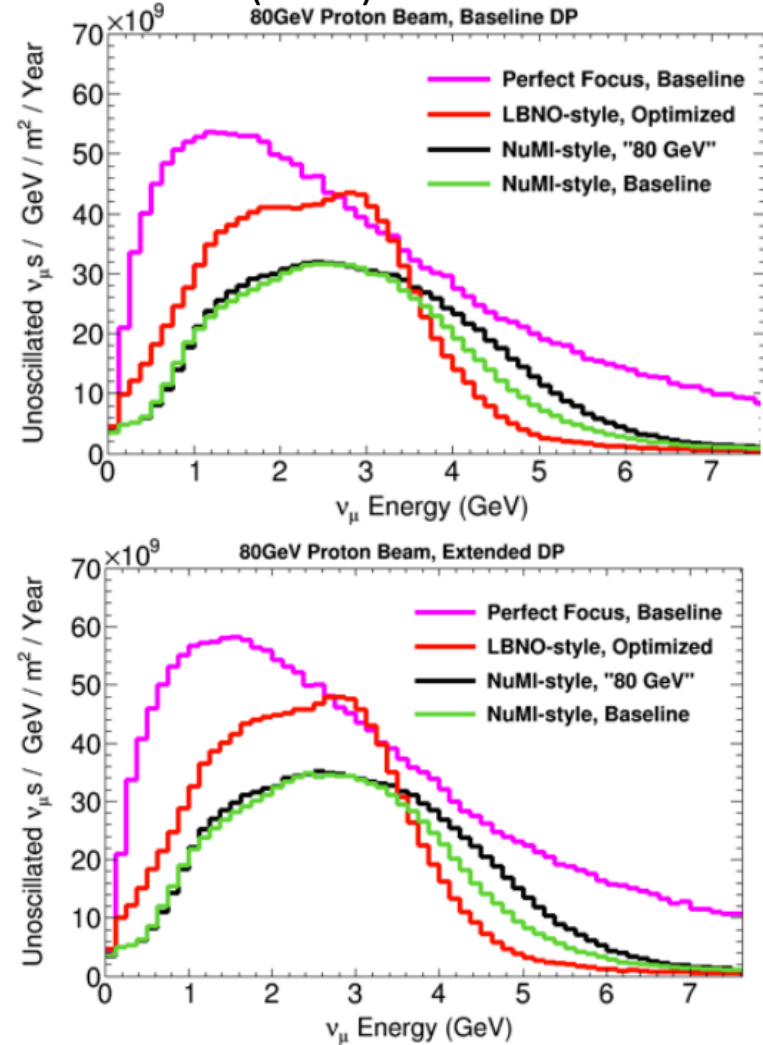 80GeV Proton Beam, Baseline DP
70 ×10⁹
60
50
40
30
20
10
0
Unoscillated νμs / GeV / m² / Year
Perfect Focus, Baseline
LBNO-style, Optimized
NuMI-style, "80 GeV"
NuMI-style, Baseline
0 1 2 3 4 5 6 7
νμ Energy (GeV)
80GeV Proton Beam, Extended DP
70 ×10⁹
60
50
40
30
20
10
0
Unoscillated νμs / GeV / m² / Year
Perfect Focus, Baseline
LBNO-style, Optimized
NuMI-style, "80 GeV"
NuMI-style, Baseline
0 1 2 3 4 5 6 7
νμ Energy (GeV)